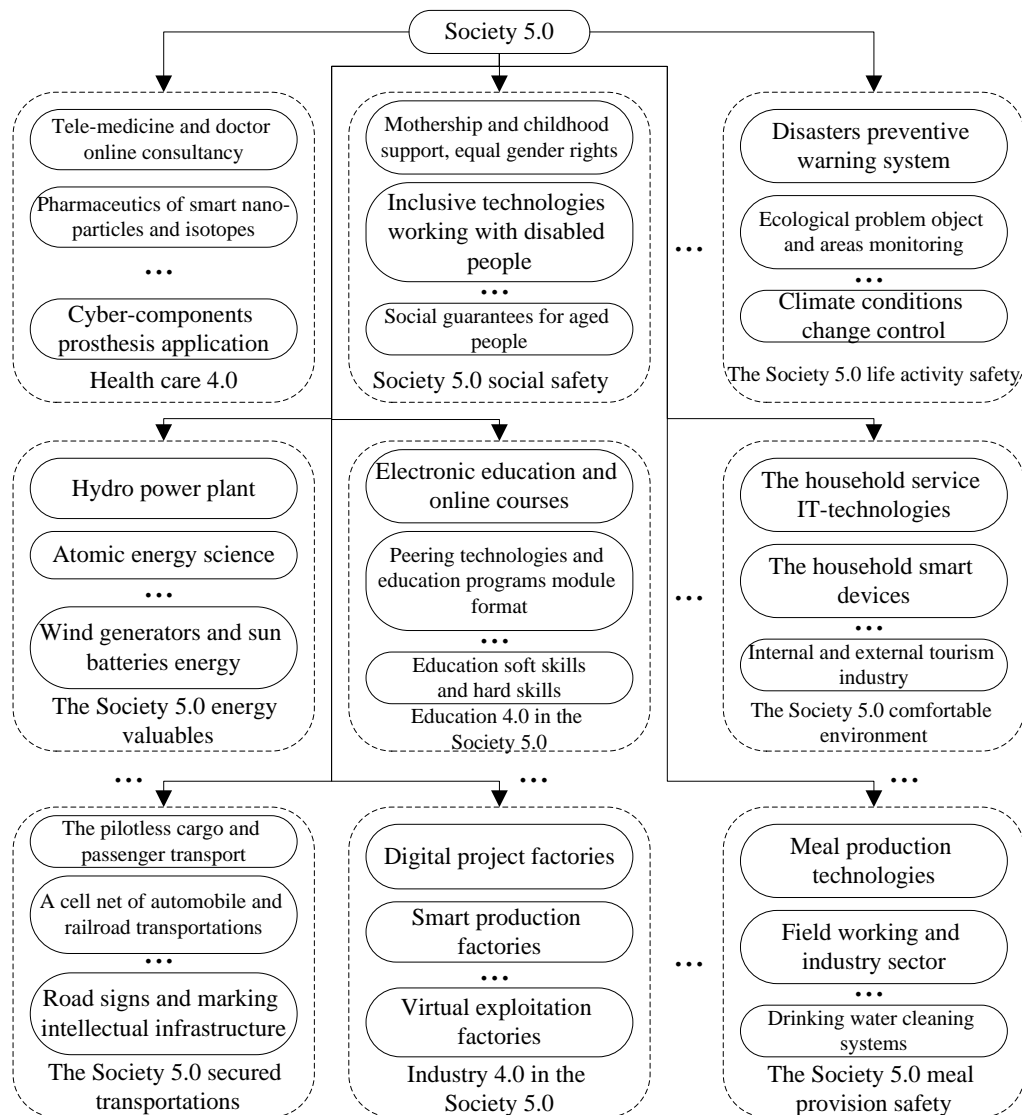 Society 5.0
Tele-medicine and doctor
online consultancy
Pharmaceutics of smart nano-
particles and isotopes
...
Cyber-components
prosthesis application
Health care 4.0
Mothership and childhood
support, equal gender rights
Inclusive technologies
working with disabled
people
...
Social guarantees for aged
people
Society 5.0 social safety
...
Disasters preventive
warning system
Ecological problem object
and areas monitoring
...
Climate conditions
change control
The Society 5.0 life activity safety
Hydro power plant
Atomic energy science
...
Wind generators and sun
batteries energy
The Society 5.0 energy
valuables
Electronic education and
online courses
Peering technologies and
education programs module
format
...
Education soft skills
and hard skills
Education 4.0 in the
Society 5.0
...
The household service
IT-technologies
The household smart
devices
...
Internal and external tourism
industry
The Society 5.0 comfortable
environment
...
...
...
The pilotless cargo and
passenger transport
A cell net of automobile and
railroad transportations
...
Road signs and marking
intellectual infrastructure
The Society 5.0 secured
transportations
Digital project factories
Smart production
factories
...
Virtual exploitation
factories
Industry 4.0 in the
Society 5.0
...
Meal production
technologies
Field working and
industry sector
...
Drinking water cleaning
systems
The Society 5.0 meal
provision safety